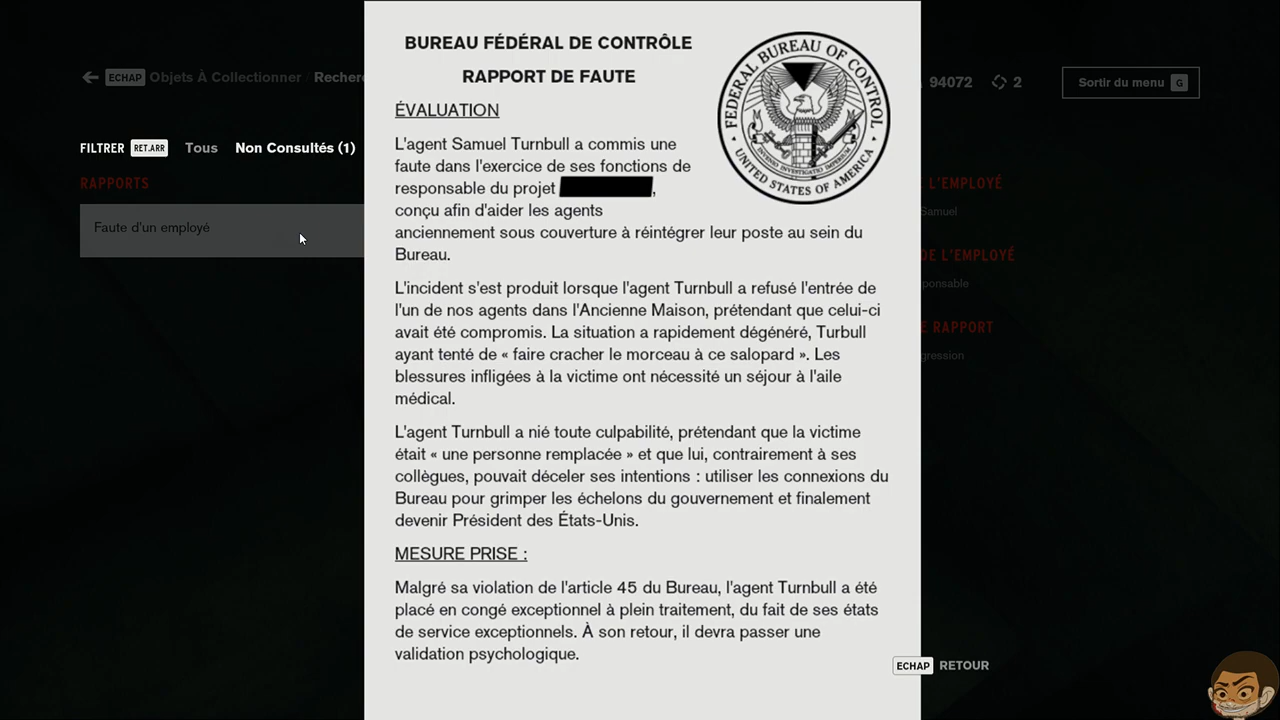 BUREAU FÉDÉRAL DE CONTRÔLE
RAPPORT DE FAUTE
FEDERAL BUREAU OF CONTROL
UNITED STATES OF AMERICA
ÉVALUATION
L'agent Samuel Turnbull a commis une
faute dans l'exercice de ses fonctions de
responsable du projet ,
conçu afin d'aider les agents
anciennement sous couverture à réintégrer leur poste au sein du
Bureau.
L'incident s'est produit lorsque l'agent Turnbull a refusé l'entrée de
l'un de nos agents dans l'Ancienne Maison, prétendant que celui-ci
avait été compromis. La situation a rapidement dégénéré, Turbull
ayant tenté de « faire cracher le morceau à ce salopard ». Les
blessures infligées à la victime ont nécessité un séjour à l'aile
médical.
L'agent Turnbull a nié toute culpabilité, prétendant que la victime
était « une personne remplacée » et que lui, contrairement à ses
collègues, pouvait déceler ses intentions : utiliser les connexions du
Bureau pour grimper les échelons du gouvernement et finalement
devenir Président des États-Unis.
MESURE PRISE :
Malgré sa violation de l'article 45 du Bureau, l'agent Turnbull a été
placé en congé exceptionnel à plein traitement, du fait de ses états
de service exceptionnels. À son retour, il devra passer une
validation psychologique.
ECHAP Objets À Collectionner Recher
94072 2
Sortir du menu G
FILTRER RET.ARR Tous Non Consultés (1)
RAPPORTS
Faute d'un employé
L'EMPLOYÉ
Samuel
DE L'EMPLOYÉ
ponsable
RAPPORT
gression
ECHAP RETOUR